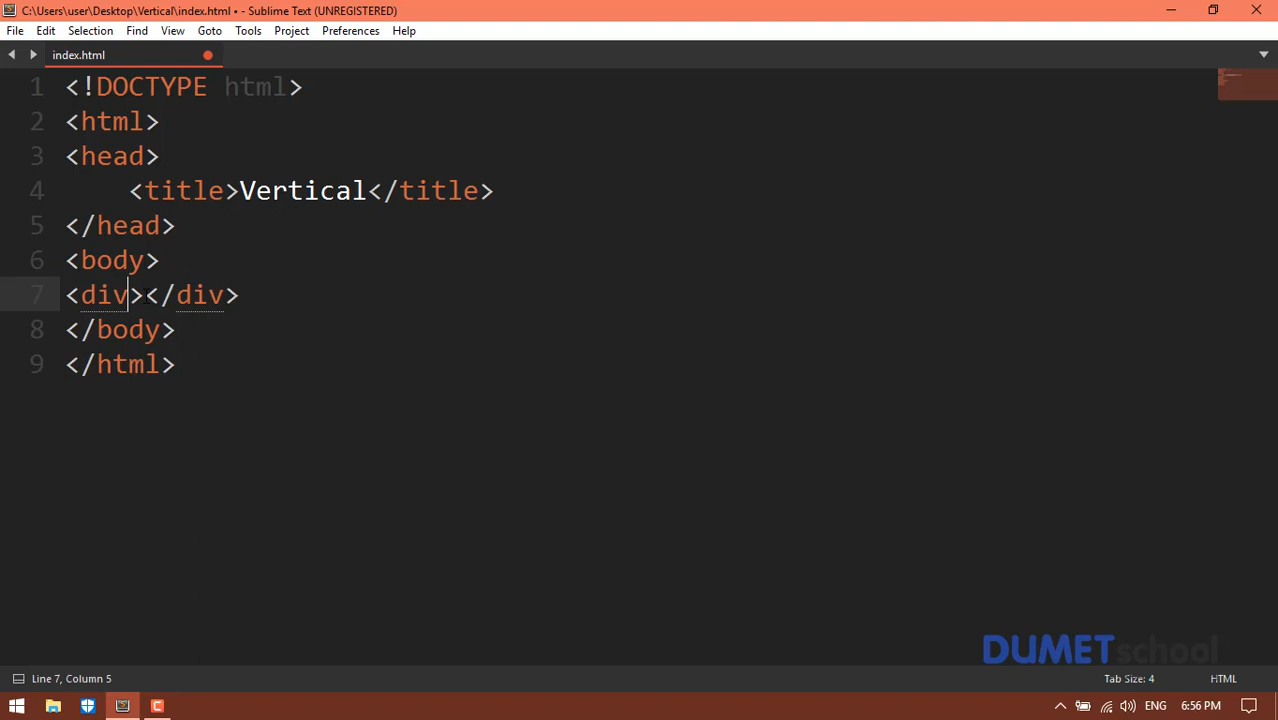 C:\Users\user\Desktop\Vertical\index.html • - Sublime Text (UNREGISTERED)
File Edit Selection Find View Goto Tools Project Preferences Help
index.html
1 <!DOCTYPE html>
2 <html>
3 <head>
4 <title>Vertical</title>
5 </head>
6 <body>
7 <div></div>
8 </body>
9 </html>
DUMETschool
Line 7, Column 5 Tab Size: 4 HTML
ENG 6:56 PM